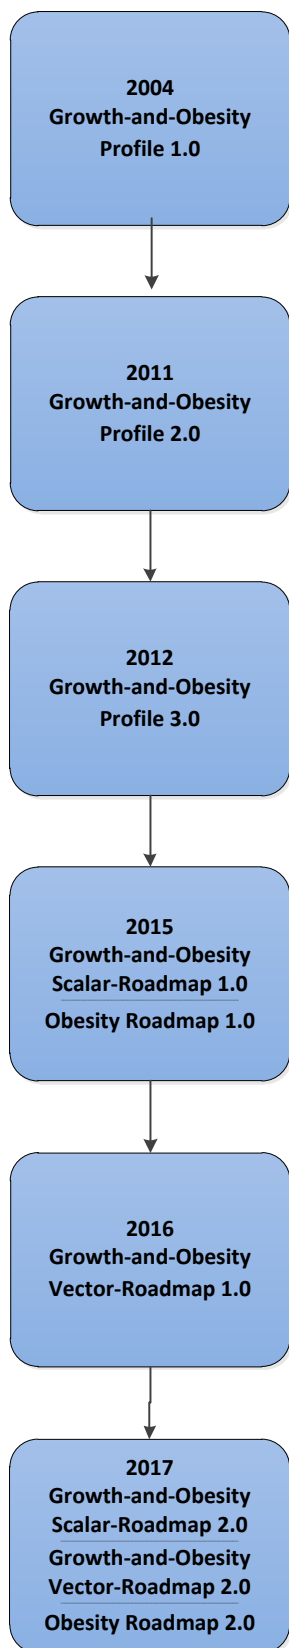 2004
Growth-and-Obesity
Profile 1.0
2011
Growth-and-Obesity
Profile 2.0
2012
Growth-and-Obesity
Profile 3.0
2015
Growth-and-Obesity
Scalar-Roadmap 1.0
Obesity Roadmap 1.0
2016
Growth-and-Obesity
Vector-Roadmap 1.0
2017
Growth-and-Obesity
Scalar-Roadmap 2.0
Growth-and-Obesity
Vector-Roadmap 2.0
Obesity Roadmap 2.0